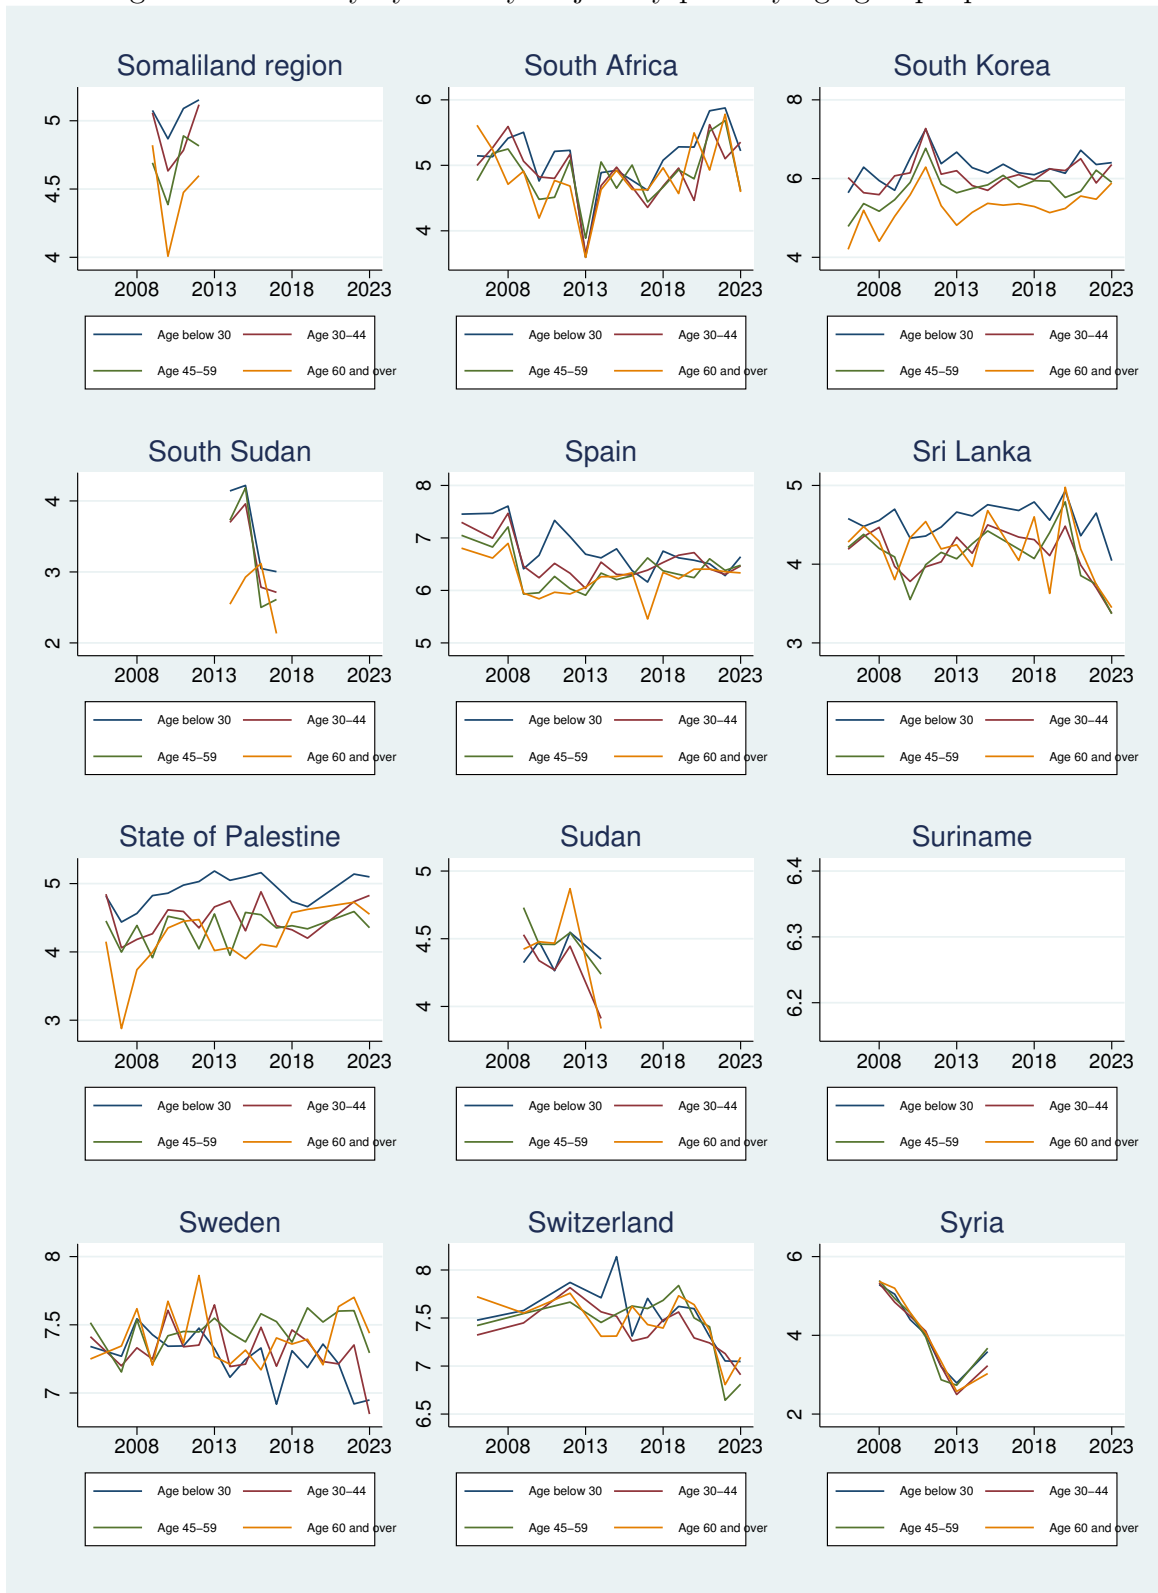 Somaliland region South Africa South Korea
5 4.5 4
2008 2013 2018 2023
Age below 30 Age 30–44
Age 45–59 Age 60 and over
6 5 4
2008 2013 2018 2023
Age below 30 Age 30–44
Age 45–59 Age 60 and over
8 6 4
2008 2013 2018 2023
Age below 30 Age 30–44
Age 45–59 Age 60 and over
South Sudan Spain Sri Lanka
4 3 2
2008 2013 2018 2023
Age below 30 Age 30–44
Age 45–59 Age 60 and over
8 7 6 5
2008 2013 2018 2023
Age below 30 Age 30–44
Age 45–59 Age 60 and over
5 4 3
2008 2013 2018 2023
Age below 30 Age 30–44
Age 45–59 Age 60 and over
State of Palestine Sudan Suriname
5 4 3
2008 2013 2018 2023
Age below 30 Age 30–44
Age 45–59 Age 60 and over
5 4.5 4
2008 2013 2018 2023
Age below 30 Age 30–44
Age 45–59 Age 60 and over
6.4 6.3 6.2
2008 2013 2018 2023
Age below 30 Age 30–44
Age 45–59 Age 60 and over
Sweden Switzerland Syria
8 7.5 7
2008 2013 2018 2023
Age below 30 Age 30–44
Age 45–59 Age 60 and over
8 7.5 7 6.5
2008 2013 2018 2023
Age below 30 Age 30–44
Age 45–59 Age 60 and over
6 4 2
2008 2013 2018 2023
Age below 30 Age 30–44
Age 45–59 Age 60 and over